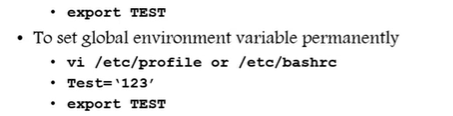 • export TEST
• To set global environment variable permanently
• vi /etc/profile or /etc/bashrc
• Test=‘123’
• export TEST